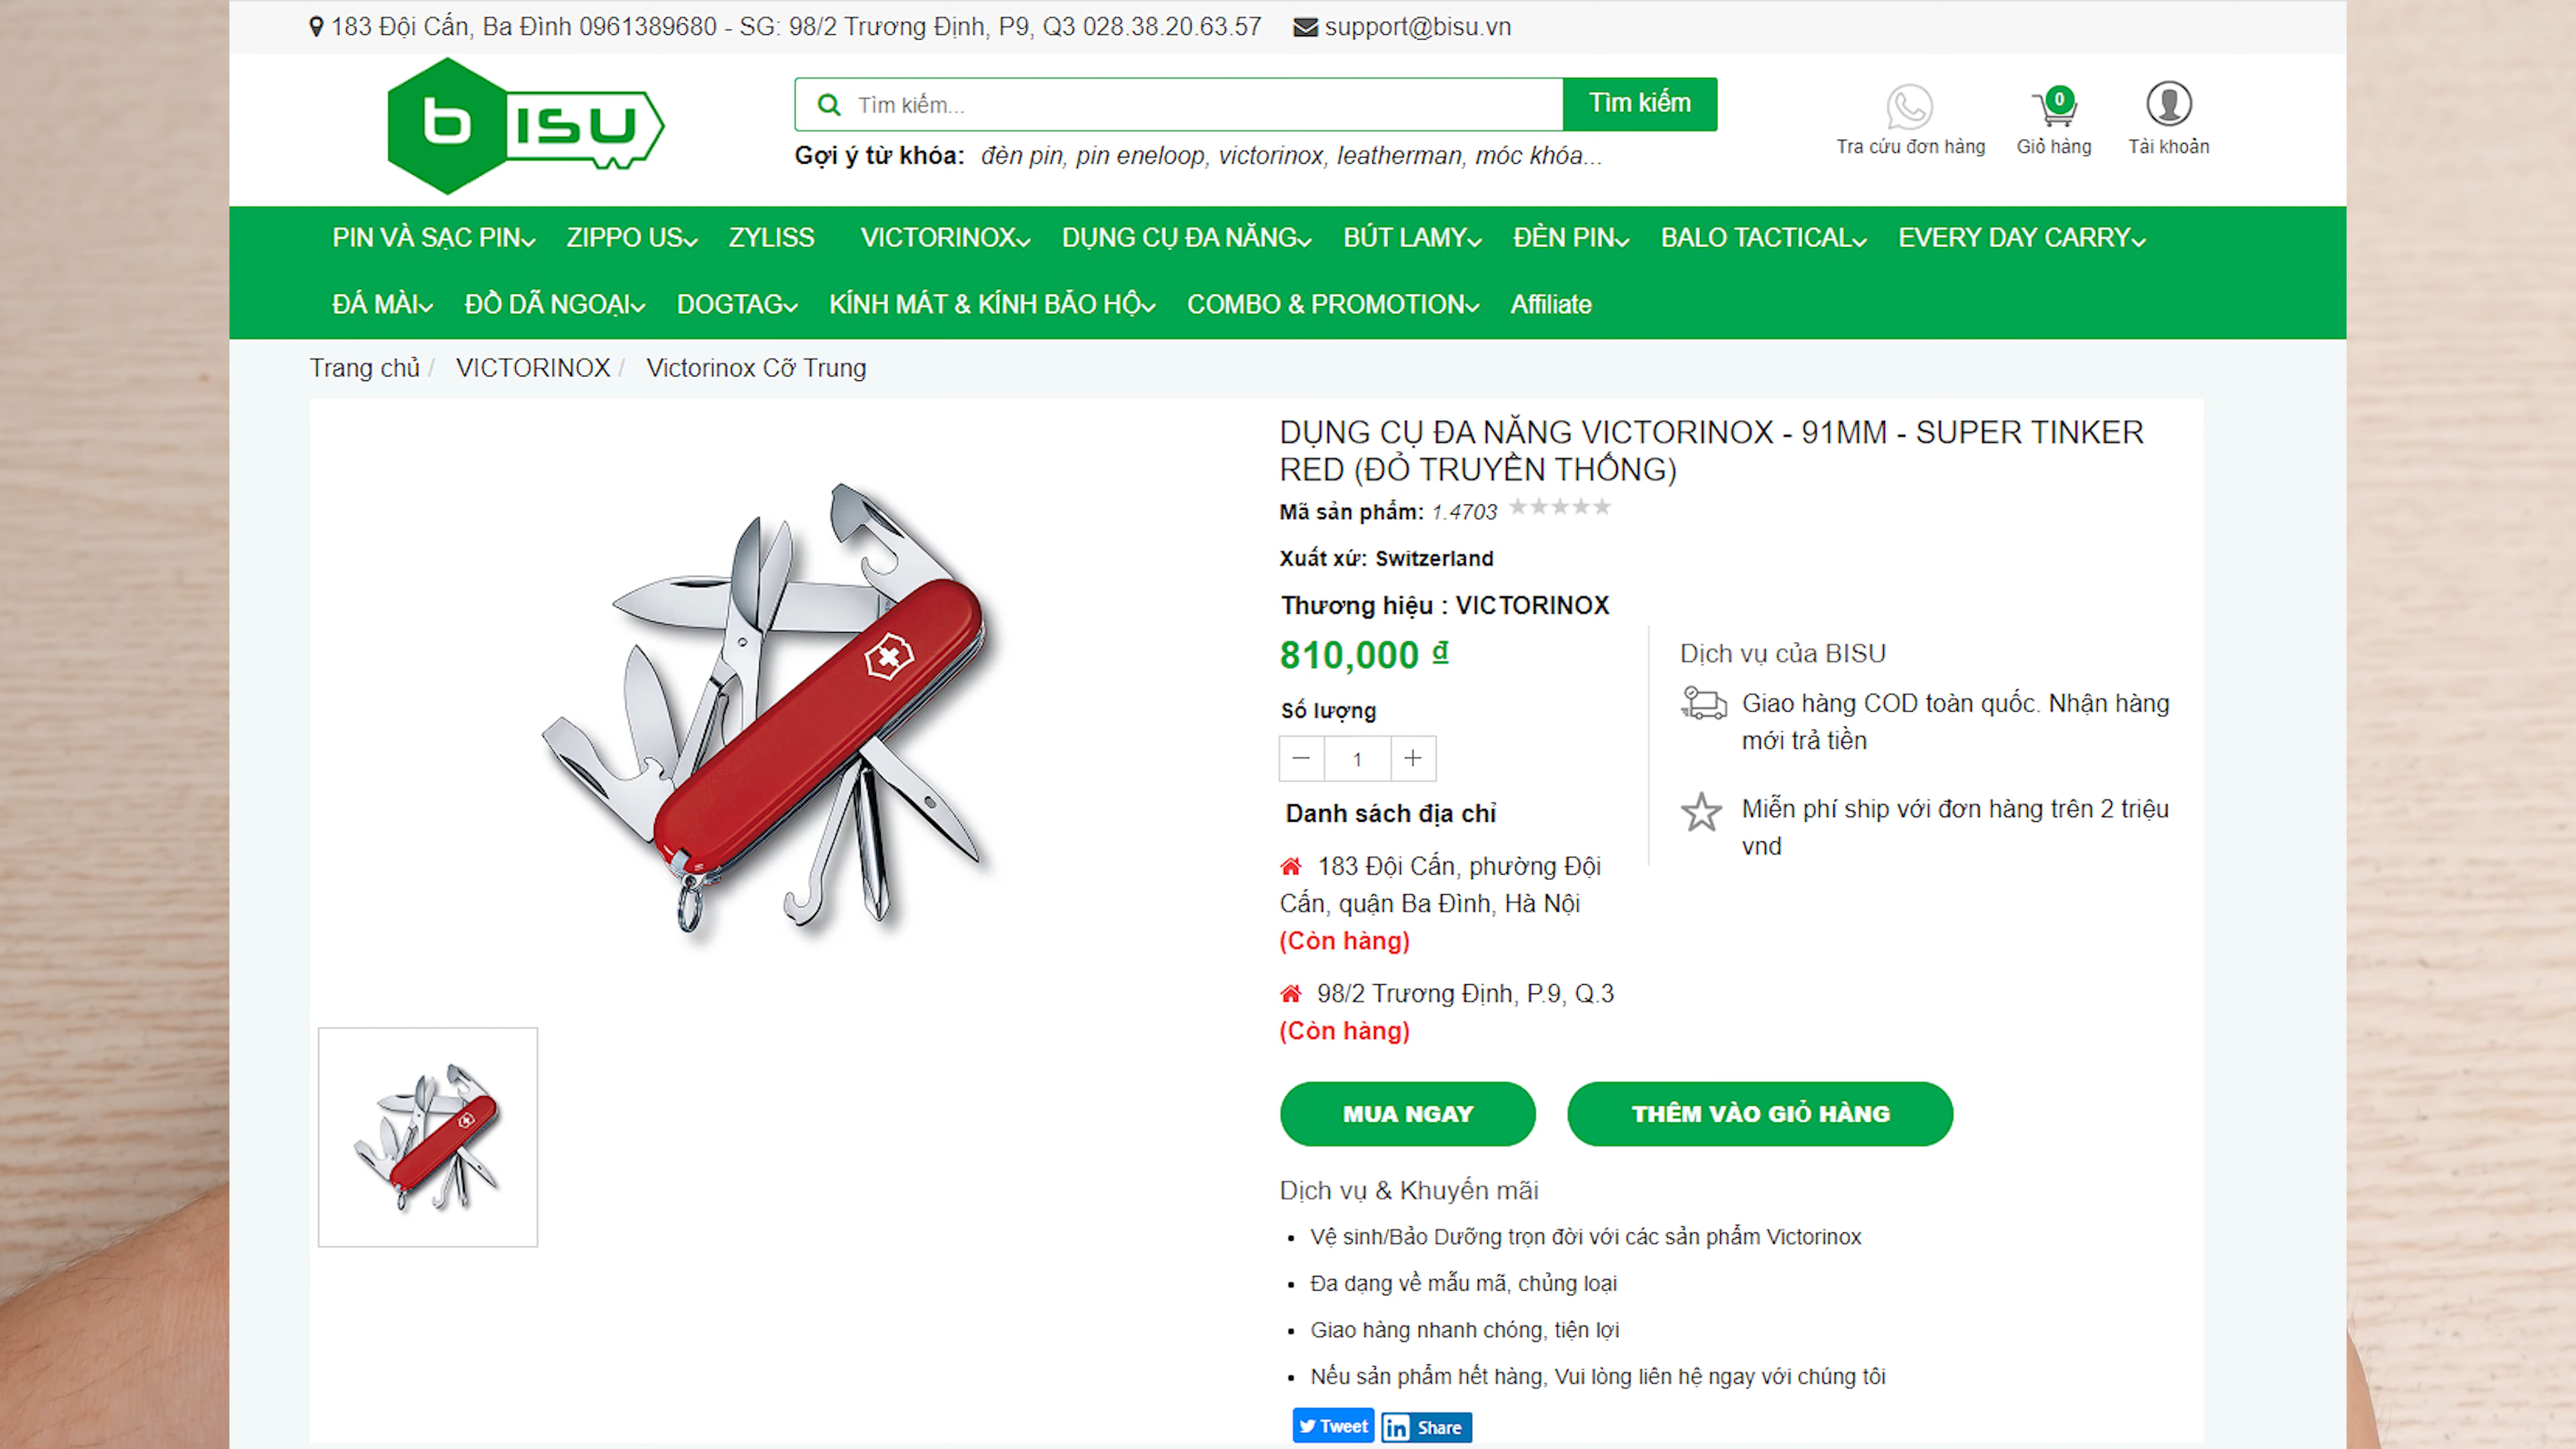 183 Đội Cấn, Ba Đình 0961389680 - SG: 98/2 Trương Định, P9, Q3 028.38.20.63.57 support@bisu.vn
bISU
Tìm kiếm... Tìm kiếm
Gợi ý từ khóa: đèn pin, pin eneloop, victorinox, leatherman, móc khóa...
0
Tra cứu đơn hàng Giỏ hàng Tài khoản
PIN VÀ SẠC PIN ZIPPO US ZYLISS VICTORINOX DỤNG CỤ ĐA NĂNG BÚT LAMY ĐÈN PIN BALO TACTICAL EVERY DAY CARRY
ĐÁ MÀI ĐỒ DÃ NGOẠI DOGTAG KÍNH MÁT & KÍNH BẢO HỘ COMBO & PROMOTION Affiliate
Trang chủ / VICTORINOX / Victorinox Cỡ Trung
DỤNG CỤ ĐA NĂNG VICTORINOX - 91MM - SUPER TINKER
RED (ĐỎ TRUYỀN THỐNG)
Mã sản phẩm: 1.4703
Xuất xứ: Switzerland
Thương hiệu : VICTORINOX
810,000 ₫
Số lượng
1
Danh sách địa chỉ
183 Đội Cấn, phường Đội
Cấn, quận Ba Đình, Hà Nội
(Còn hàng)
98/2 Trương Định, P.9, Q.3
(Còn hàng)
Dịch vụ của BISU
Giao hàng COD toàn quốc. Nhận hàng
mới trả tiền
Miễn phí ship với đơn hàng trên 2 triệu
vnd
MUA NGAY THÊM VÀO GIỎ HÀNG
Dịch vụ & Khuyến mãi
Vệ sinh/Bảo Dưỡng trọn đời với các sản phẩm Victorinox
Đa dạng về mẫu mã, chủng loại
Giao hàng nhanh chóng, tiện lợi
Nếu sản phẩm hết hàng, Vui lòng liên hệ ngay với chúng tôi
Tweet in Share